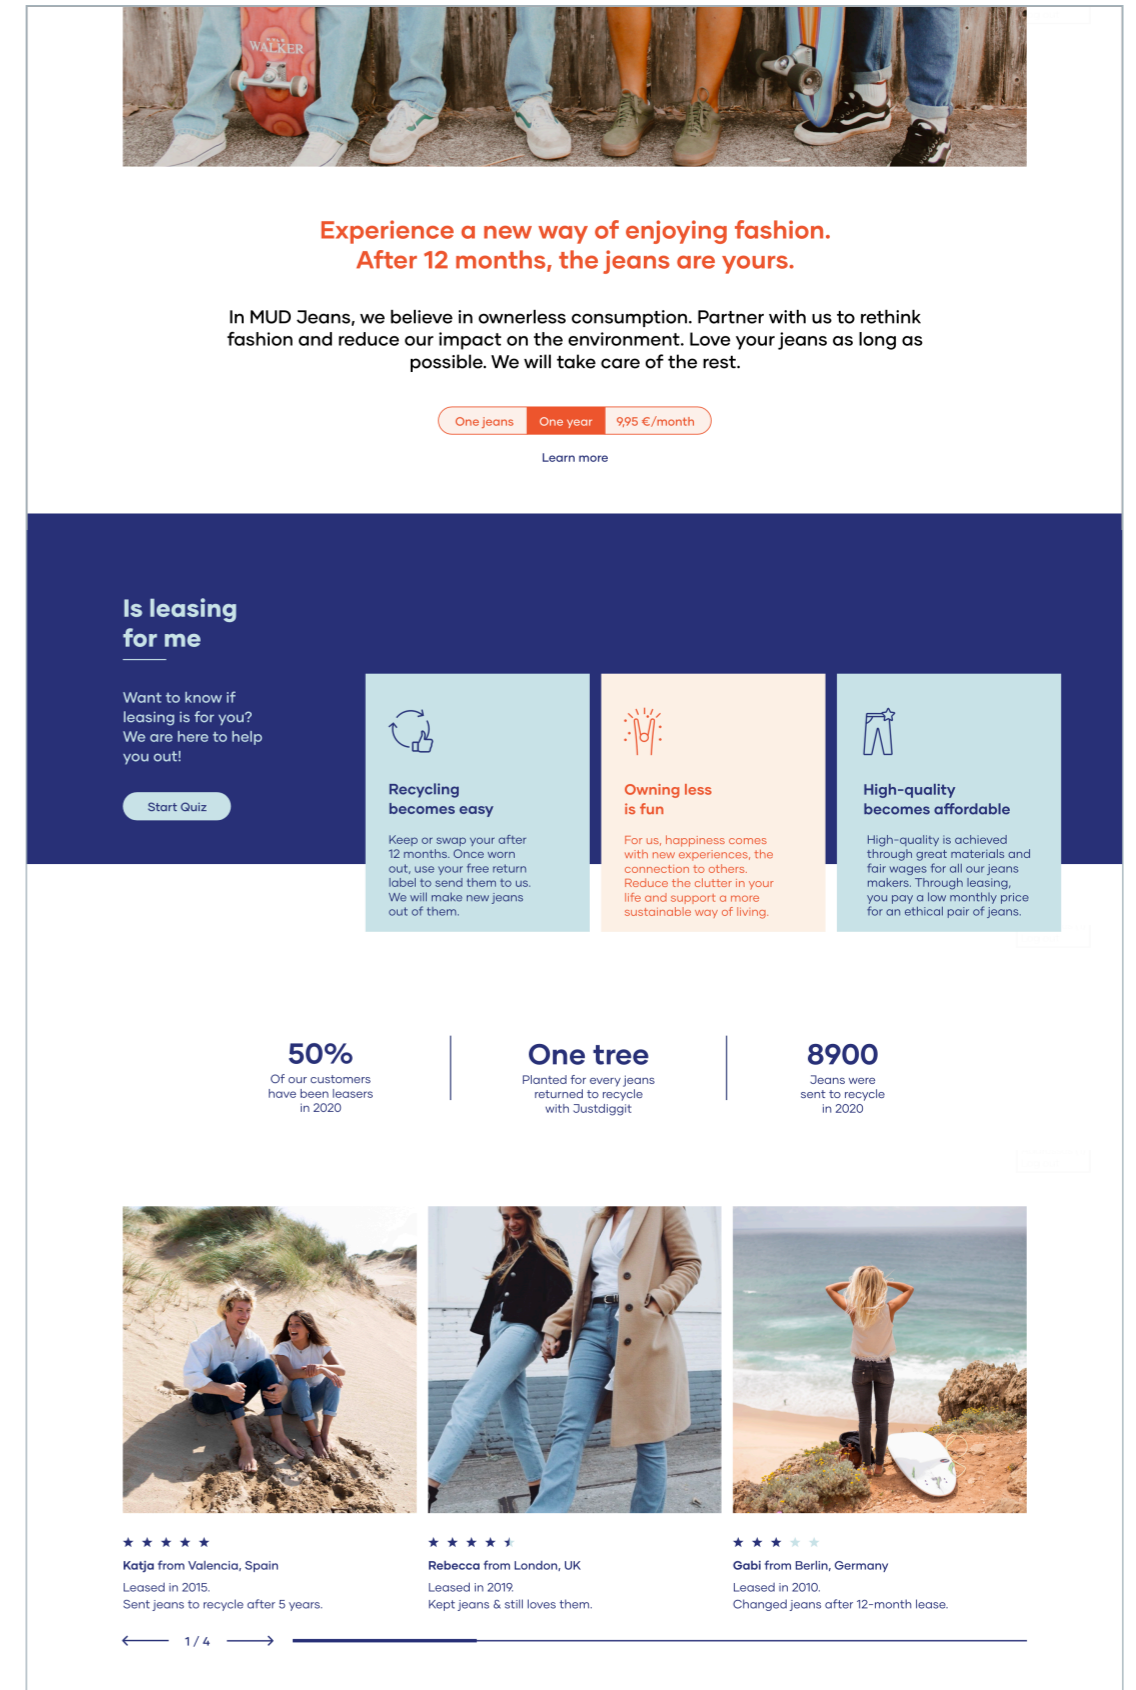 WALKER
Experience a new way of enjoying fashion.
After 12 months, the jeans are yours.
In MUD Jeans, we believe in ownerless consumption. Partner with us to rethink
fashion and reduce our impact on the environment. Love your jeans as long as
possible. We will take care of the rest.
One jeans One year 9,95 €/month
Learn more
Is leasing
for me
Want to know if
leasing is for you?
We are here to help
you out!
Start Quiz
Recycling
becomes easy
Keep or swap your after
12 months. Once worn
out, use your free return
label to send them to us.
We will make new jeans
out of them.
Owning less
is fun
For us, happiness comes
with new experiences, the
connection to others.
Reduce the clutter in your
life and support a more
sustainable way of living.
High-quality
becomes affordable
High-quality is achieved
through great materials and
fair wages for all our jeans
makers. Through leasing,
you pay a low monthly price
for an ethical pair of jeans.
50%
Of our customers
have been leasers
in 2020
One tree
Planted for every jeans
returned to recycle
with Justdiggit
8900
Jeans were
sent to recycle
in 2020
Katja from Valencia, Spain
Leased in 2015.
Sent jeans to recycle after 5 years.
Rebecca from London, UK
Leased in 2019.
Kept jeans & still loves them.
Gabi from Berlin, Germany
Leased in 2010.
Changed jeans after 12-month lease.
1 / 4